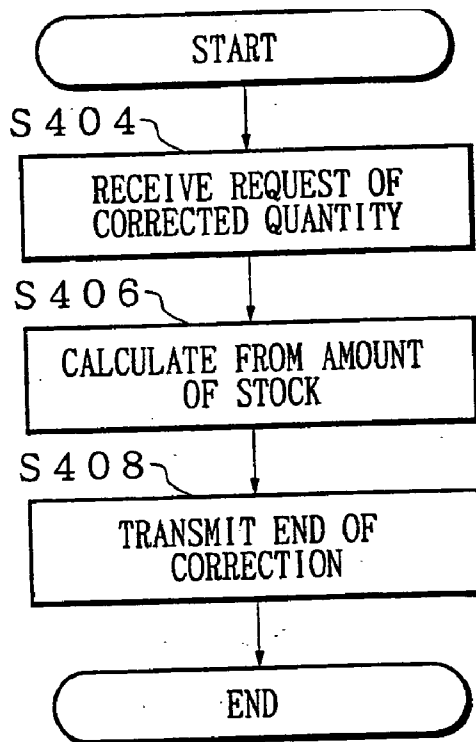 START
S404
RECEIVE REQUEST OF
CORRECTED QUANTITY
S406
CALCULATE FROM AMOUNT
OF STOCK
S408
TRANSMIT END OF
CORRECTION
END